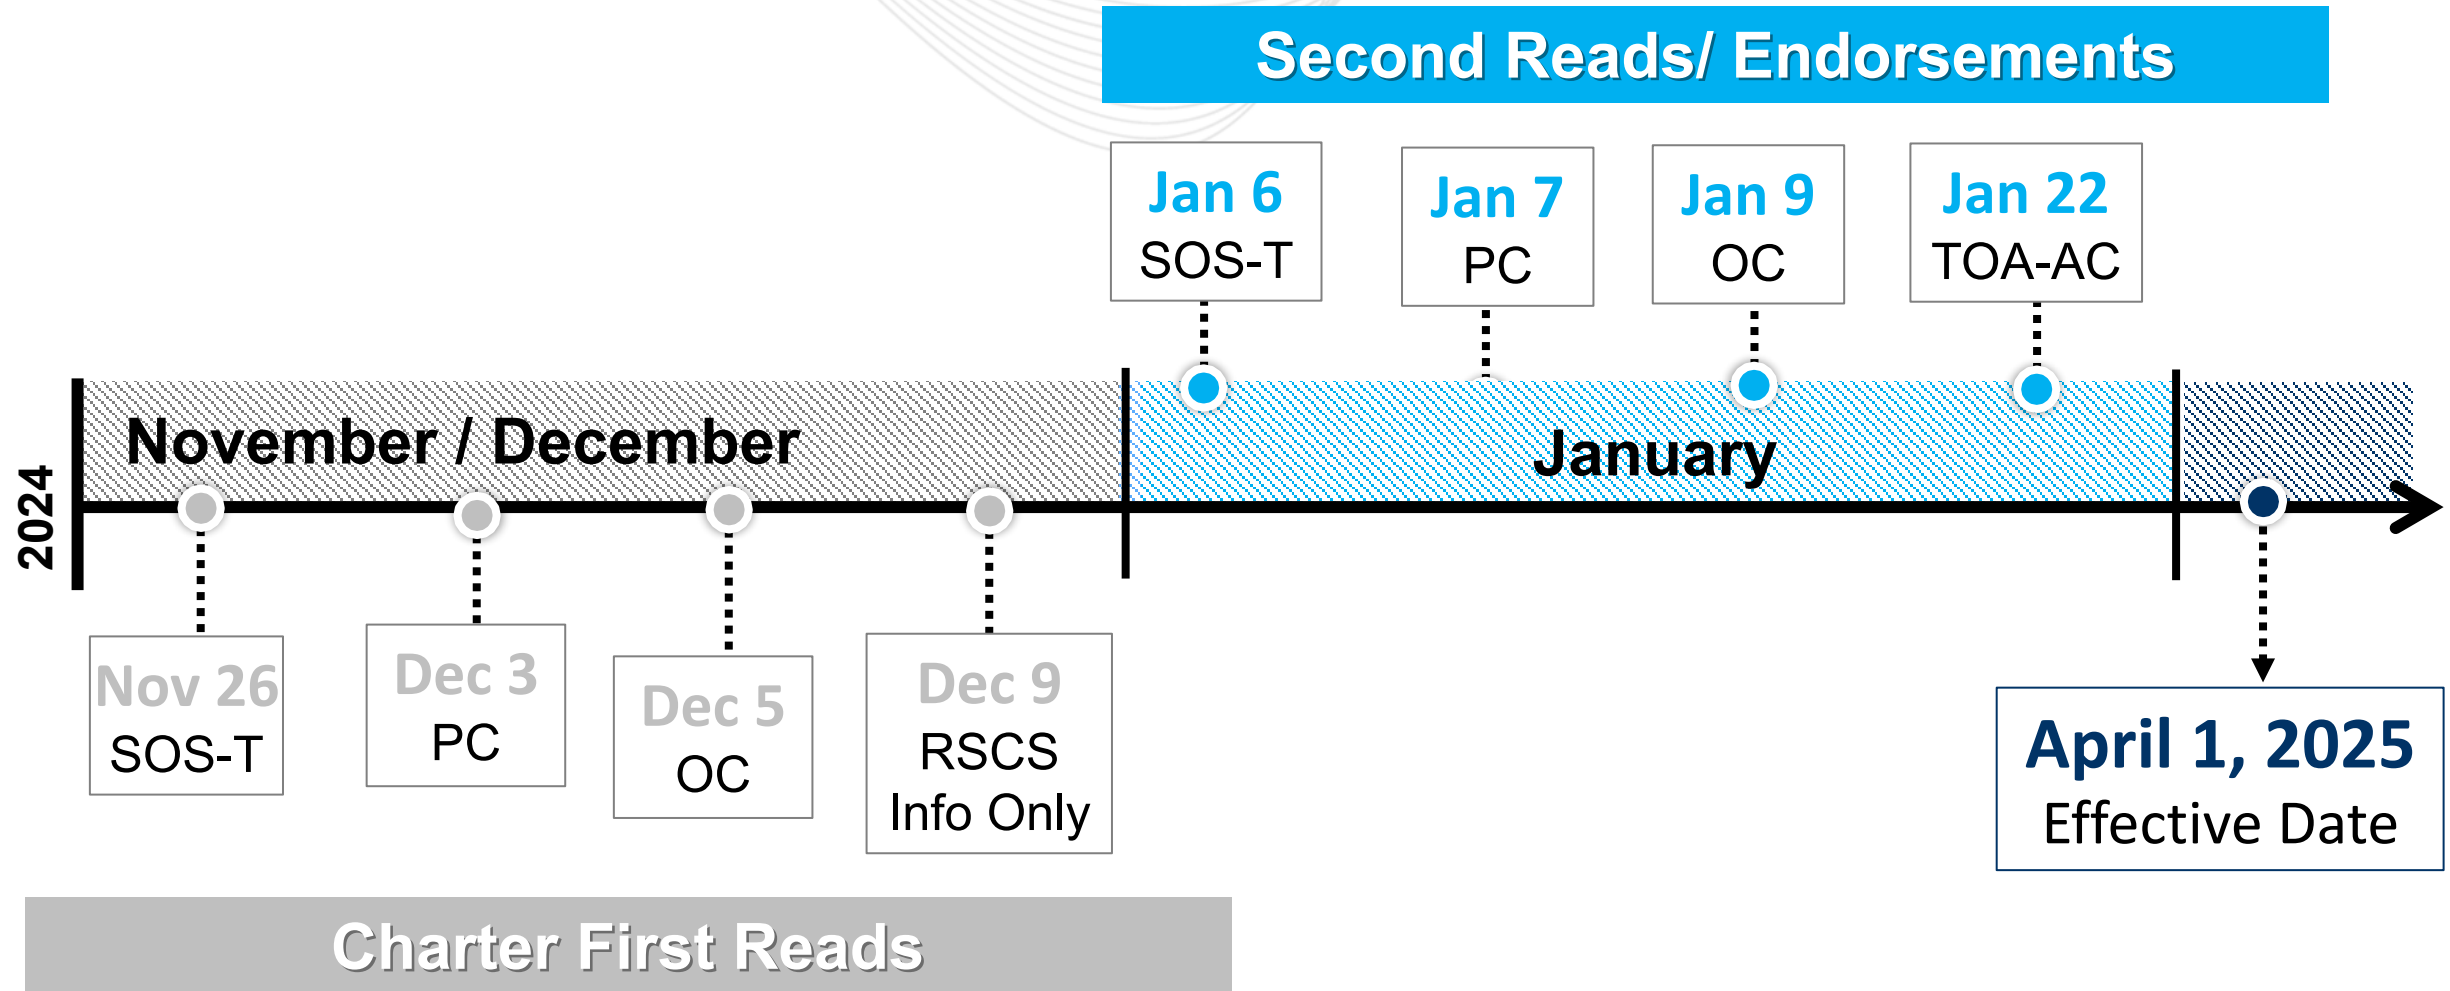 Second Reads/ Endorsements
Jan 6
SOS-T
Jan 7
PC
Jan 9
OC
Jan 22
TOA-AC
2024
November / December
January
Nov 26
SOS-T
Dec 3
PC
Dec 5
OC
Dec 9
RSCS
Info Only
April 1, 2025
Effective Date
Charter First Reads